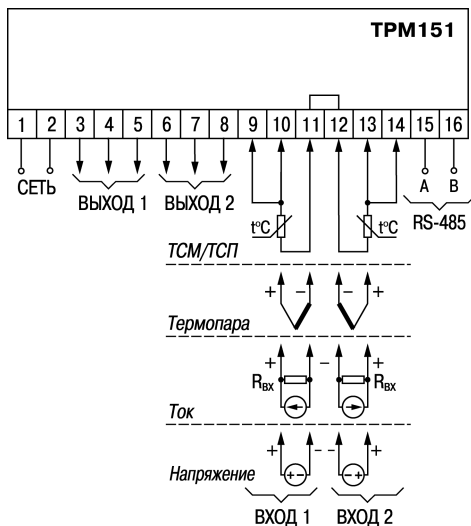 ТРМ151
1 2 3 4 5 6 7 8 9 10 11 12 13 14 15 16
СЕТЬ
ВЫХОД 1
ВЫХОД 2
A B
RS-485
t°C
t°C
ТСМ/ТСП
+ - - +
Термопара
+ - +
Rвх
Rвх
Ток
+ + - - - - + +
Напряжение
ВХОД 1
ВХОД 2